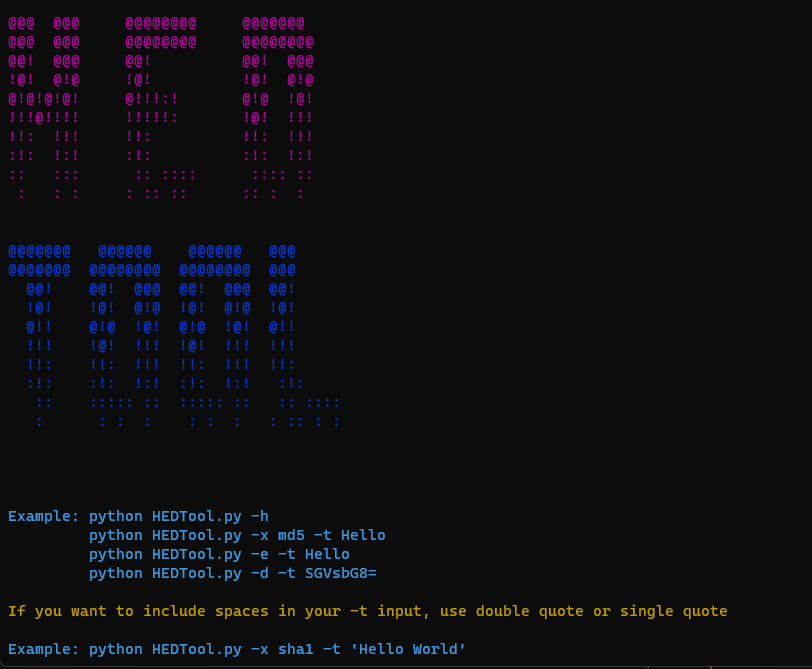 @@@  @@@     @@@@@@@@     @@@@@@@
@@@  @@@     @@@@@@@@     @@@@@@@@
@@!  @@@     @@!          @@!  @@@
!@!  @!@     !@!          !@!  @!@
@!@!@!@!     @!!!:!       @!@  !@!
!!!@!!!!     !!!!!:       !@!  !!!
!!:  !!!     !!:          !!:  !!!
:!:  !:!     :!:          :!:  !:!
::   :::      :: ::::      :::: ::
 :   : :     : :: ::      :: :  :
@@@@@@@   @@@@@@    @@@@@@   @@@
@@@@@@@  @@@@@@@@  @@@@@@@@  @@@
  @@!    @@!  @@@  @@!  @@@  @@!
  !@!    !@!  @!@  !@!  @!@  !@!
  @!!    @!@  !@!  @!@  !@!  @!!
  !!!    !@!  !!!  !@!  !!!  !!!
  !!:    !!:  !!!  !!:  !!!  !!:
  :!:    :!:  !:!  :!:  !:!   :!:
   ::    ::::: ::  ::::: ::   :: ::::
   :      : :  :    : :  :   : :: : :
Example: python HEDTool.py -h
         python HEDTool.py -x md5 -t Hello
         python HEDTool.py -e -t Hello
         python HEDTool.py -d -t SGVsbG8=
If you want to include spaces in your -t input, use double quote or single quote
Example: python HEDTool.py -x sha1 -t 'Hello World'